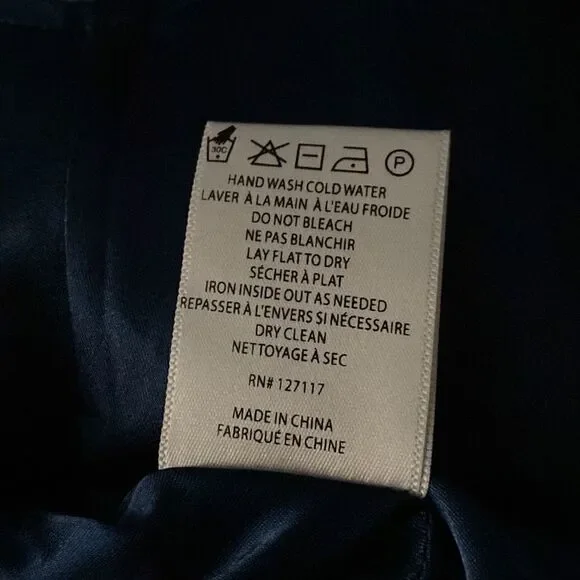 30C P
HAND WASH COLD WATER
LAVER À LA MAIN À L'EAU FROIDE
DO NOT BLEACH
NE PAS BLANCHIR
LAY FLAT TO DRY
SÉCHER À PLAT
IRON INSIDE OUT AS NEEDED
REPASSER À L'ENVERS SI NÉCESSAIRE
DRY CLEAN
NETTOYAGE À SEC
RN# 127117
MADE IN CHINA
FABRIQUÉ EN CHINE